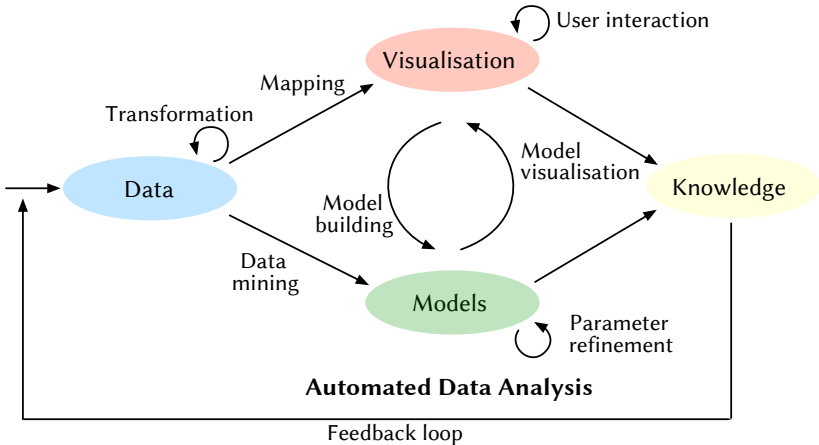 User interaction
Visualisation
Mapping
Transformation
Data
Model
visualisation
Knowledge
Model
building
Data
mining
Models
Parameter
refinement
Automated Data Analysis
Feedback loop